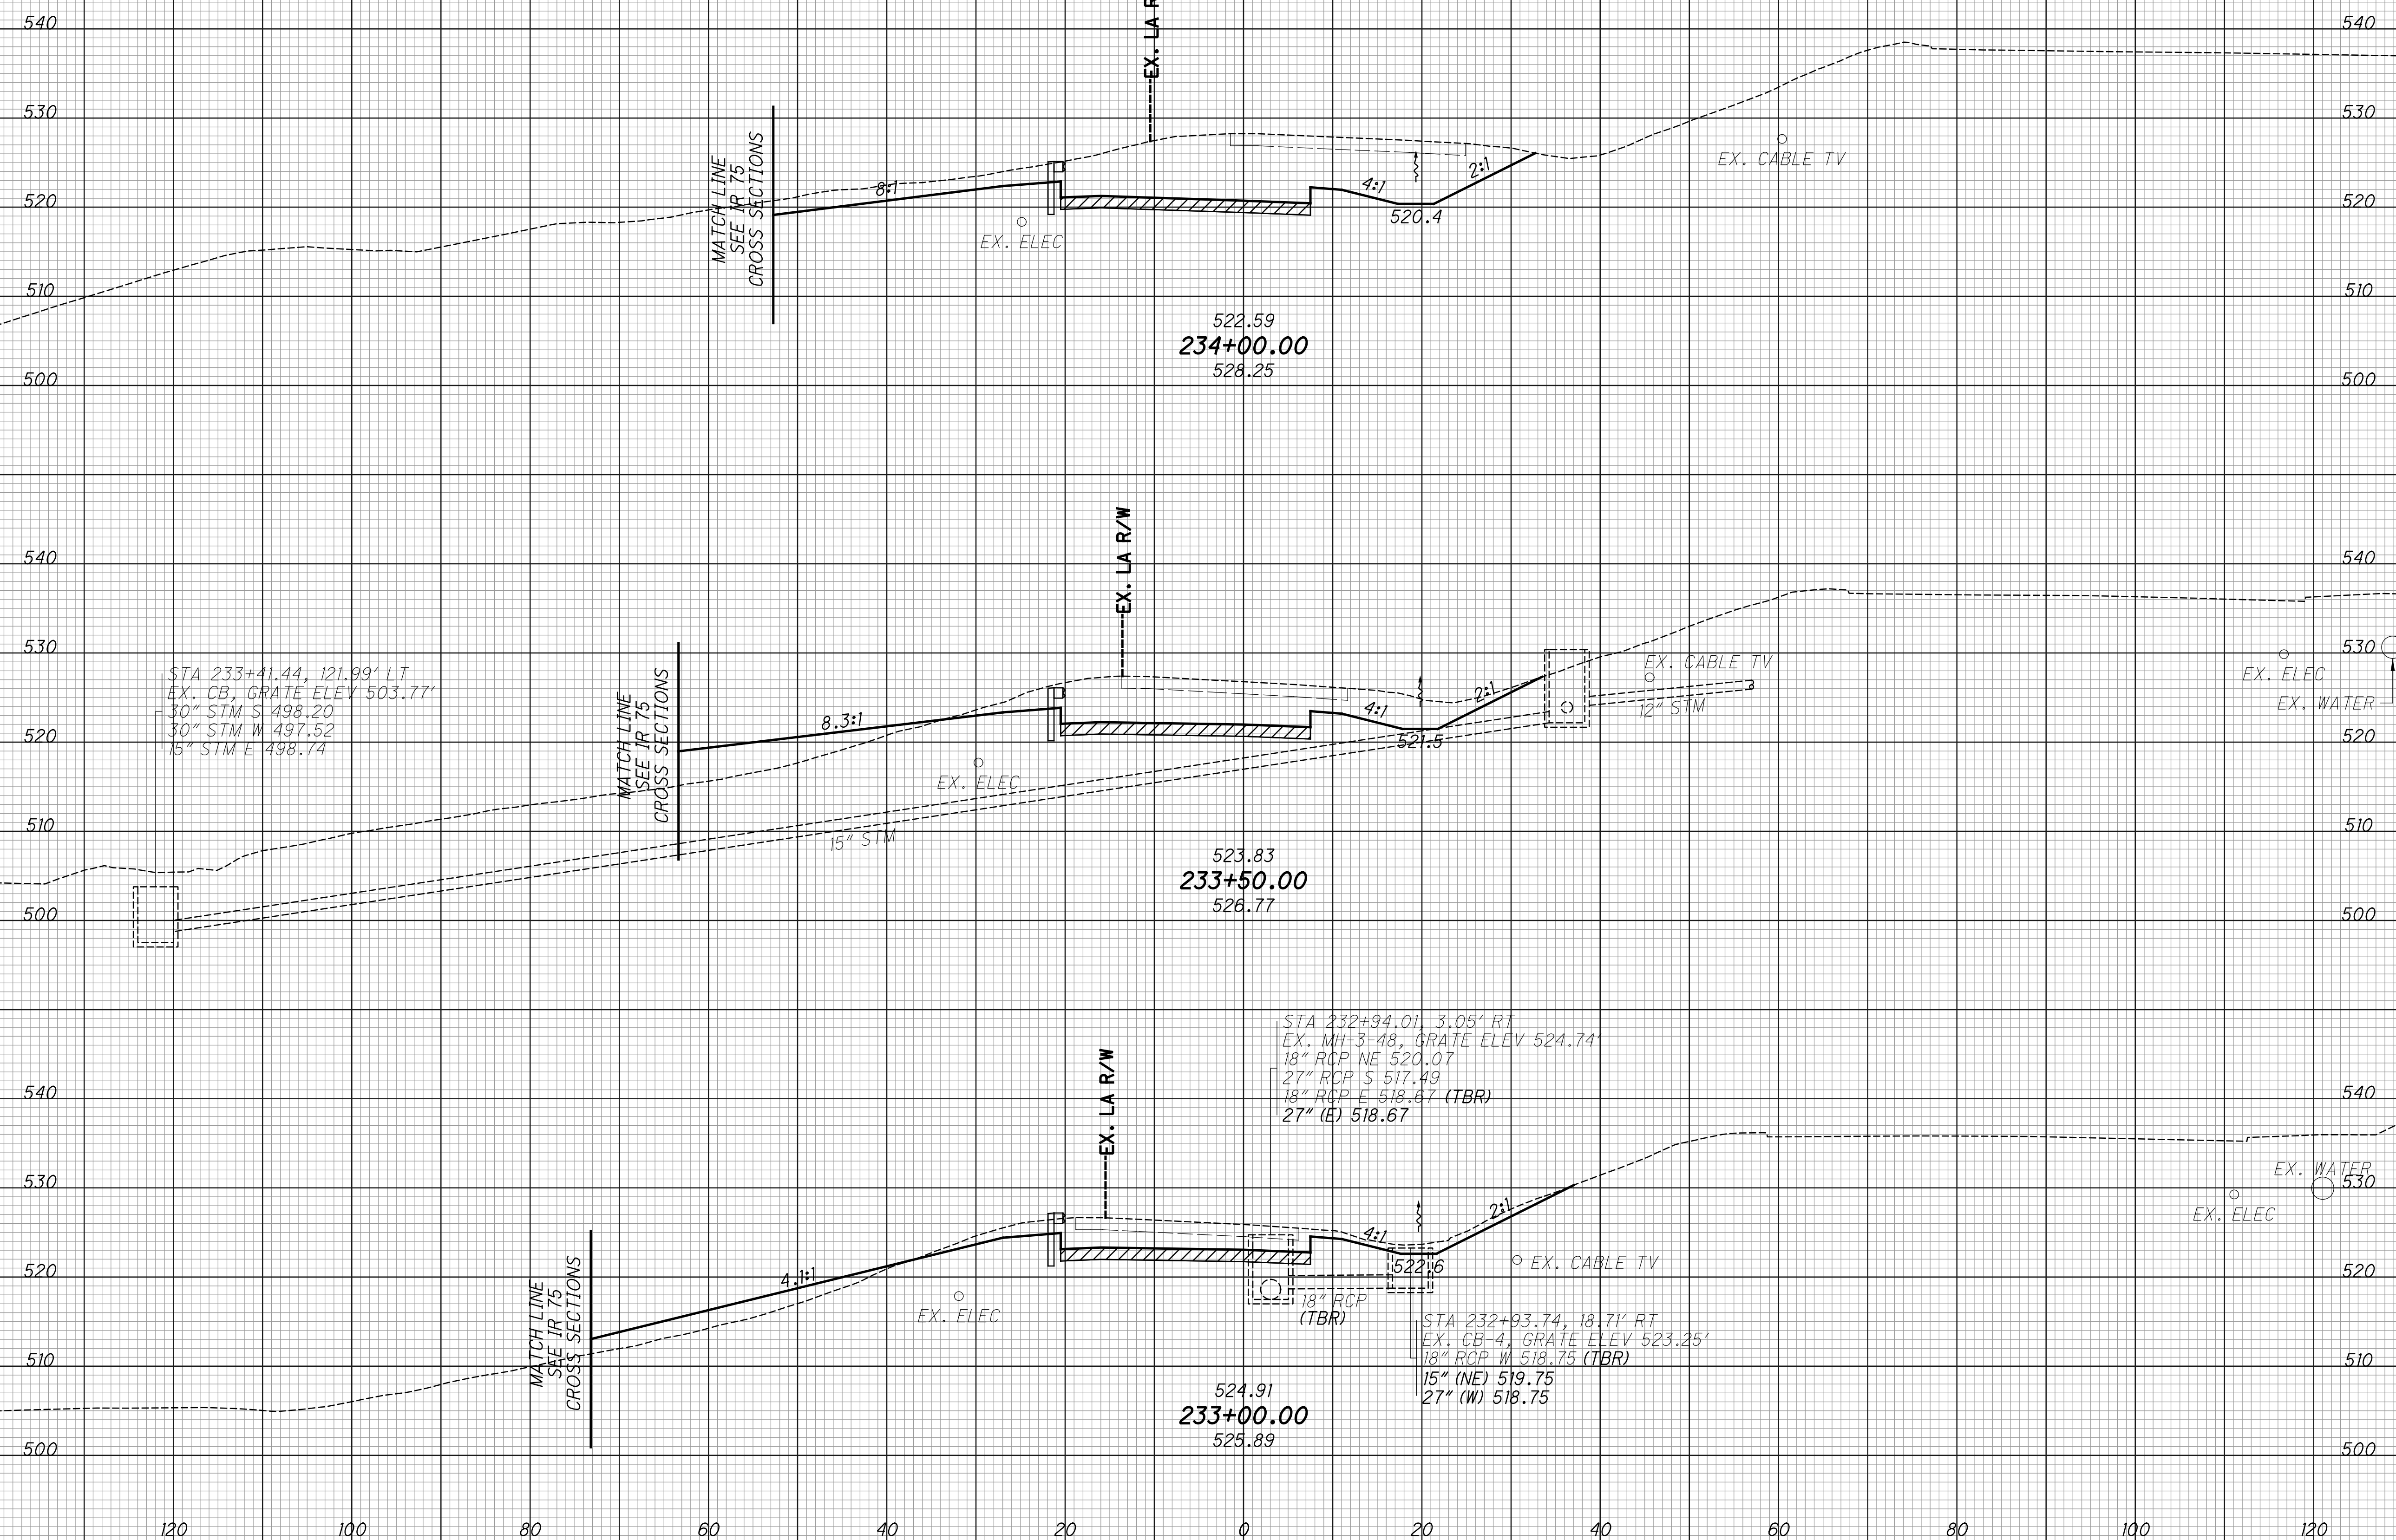 EX. LA R
540
540
530
530
MATCH LINE
SEE IR 75
CROSS SECTIONS
8:1
4:1
2:1
EX. CABLE TV
520
520
520.4
EX. ELEC
510
510
522.59
234+00.00
528.25
500
500
EX. LA R/W
540
540
530
530
STA 233+41.44, 121.99' LT
EX. CB, GRATE ELEV 503.77'
30" STM S 498.20
30" STM W 497.52
15" STM E 498.74
MATCH LINE
SEE IR 75
CROSS SECTIONS
8.3:1
4:1
2:1
EX. CABLE TV
12" STM
EX. ELEC
EX. WATER
520
520
521.5
EX. ELEC
15" STM
510
510
523.83
233+50.00
526.77
500
500
STA 232+94.01, 3.05' RT
EX. MH-3-48, GRATE ELEV 524.74'
18" RCP NE 520.07
27" RCP S 517.49
18" RCP E 518.67 (TBR)
27" (E) 518.67
EX. LA R/W
540
540
EX. WATER
530
530
EX. ELEC
MATCH LINE
SEE IR 75
CROSS SECTIONS
4.1:1
4:1
2:1
EX. CABLE TV
520
520
522.6
EX. ELEC
18" RCP
(TBR)
STA 232+93.74, 18.71' RT
EX. CB-4, GRATE ELEV 523.25'
18" RCP W 518.75 (TBR)
15" (NE) 519.75
27" (W) 518.75
510
510
524.91
233+00.00
525.89
500
500
120 100 80 60 40 20 0 20 40 60 80 100 120